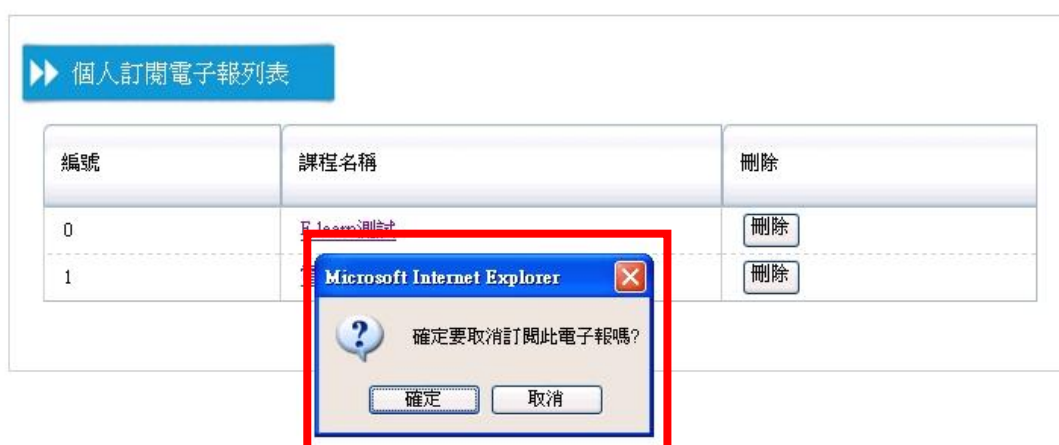 個人訂閱電子報列表
編號 課程名稱 刪除
0 E-learn測試 刪除
1 刪除
Microsoft Internet Explorer
確定要取消訂閱此電子報嗎?
確定 取消